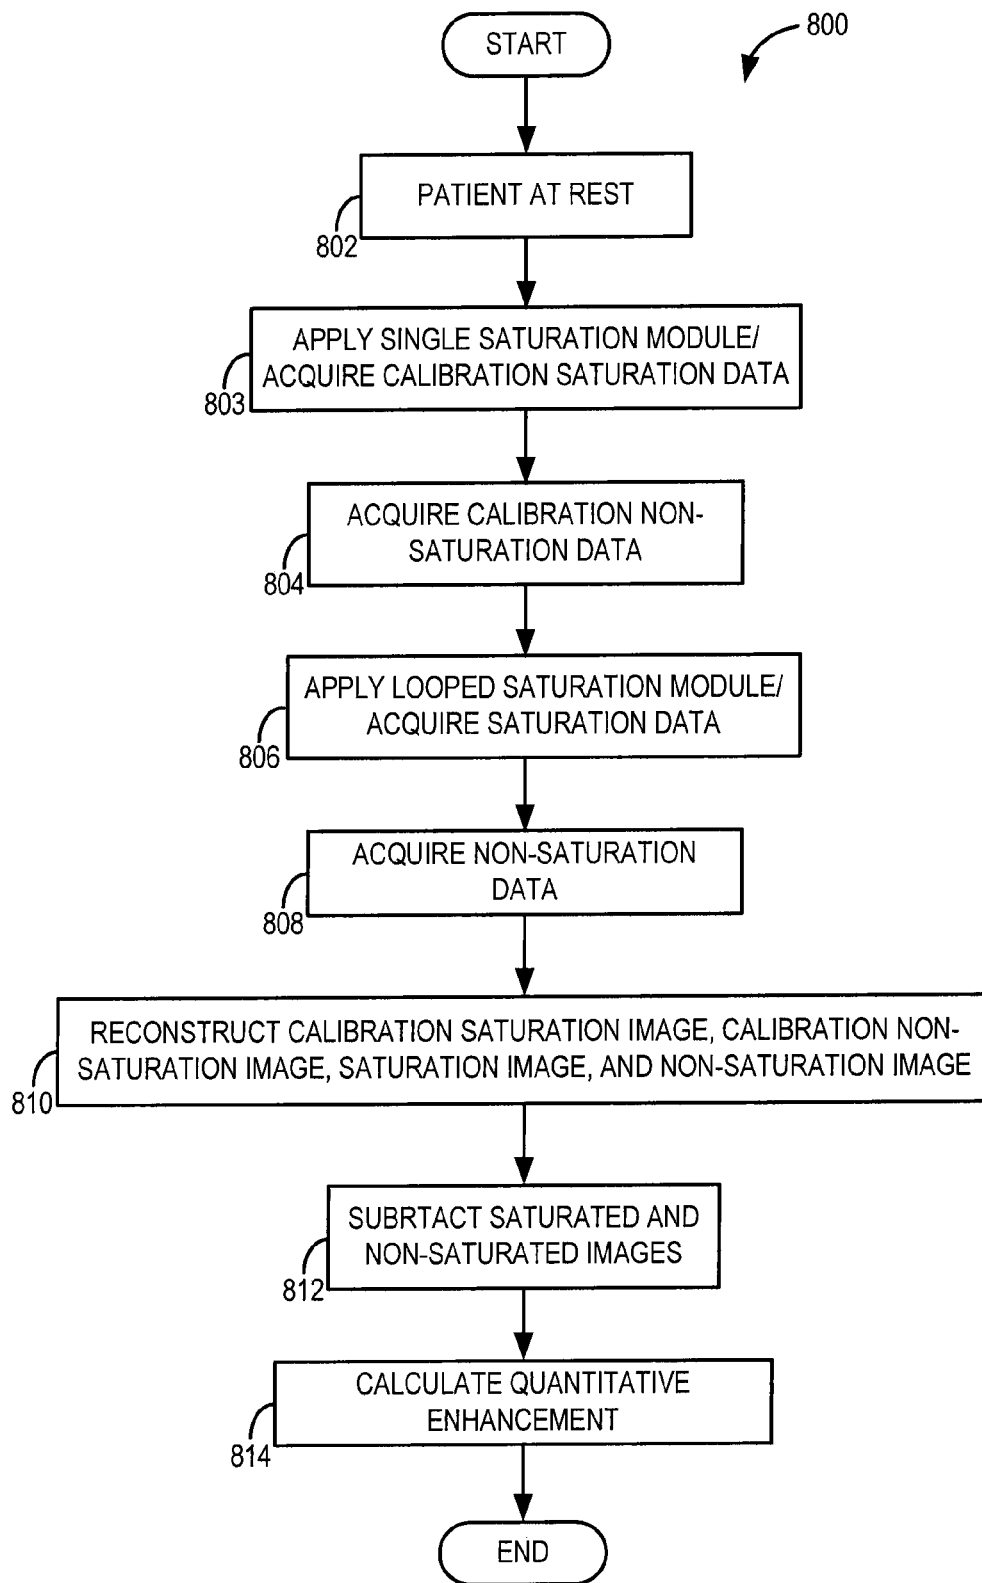 START
800
PATIENT AT REST
802
APPLY SINGLE SATURATION MODULE/
ACQUIRE CALIBRATION SATURATION DATA
803
ACQUIRE CALIBRATION NON-
SATURATION DATA
804
APPLY LOOPED SATURATION MODULE/
ACQUIRE SATURATION DATA
806
ACQUIRE NON-SATURATION
DATA
808
RECONSTRUCT CALIBRATION SATURATION IMAGE, CALIBRATION NON-
SATURATION IMAGE, SATURATION IMAGE, AND NON-SATURATION IMAGE
810
SUBRTACT SATURATED AND
NON-SATURATED IMAGES
812
CALCULATE QUANTITATIVE
ENHANCEMENT
814
END